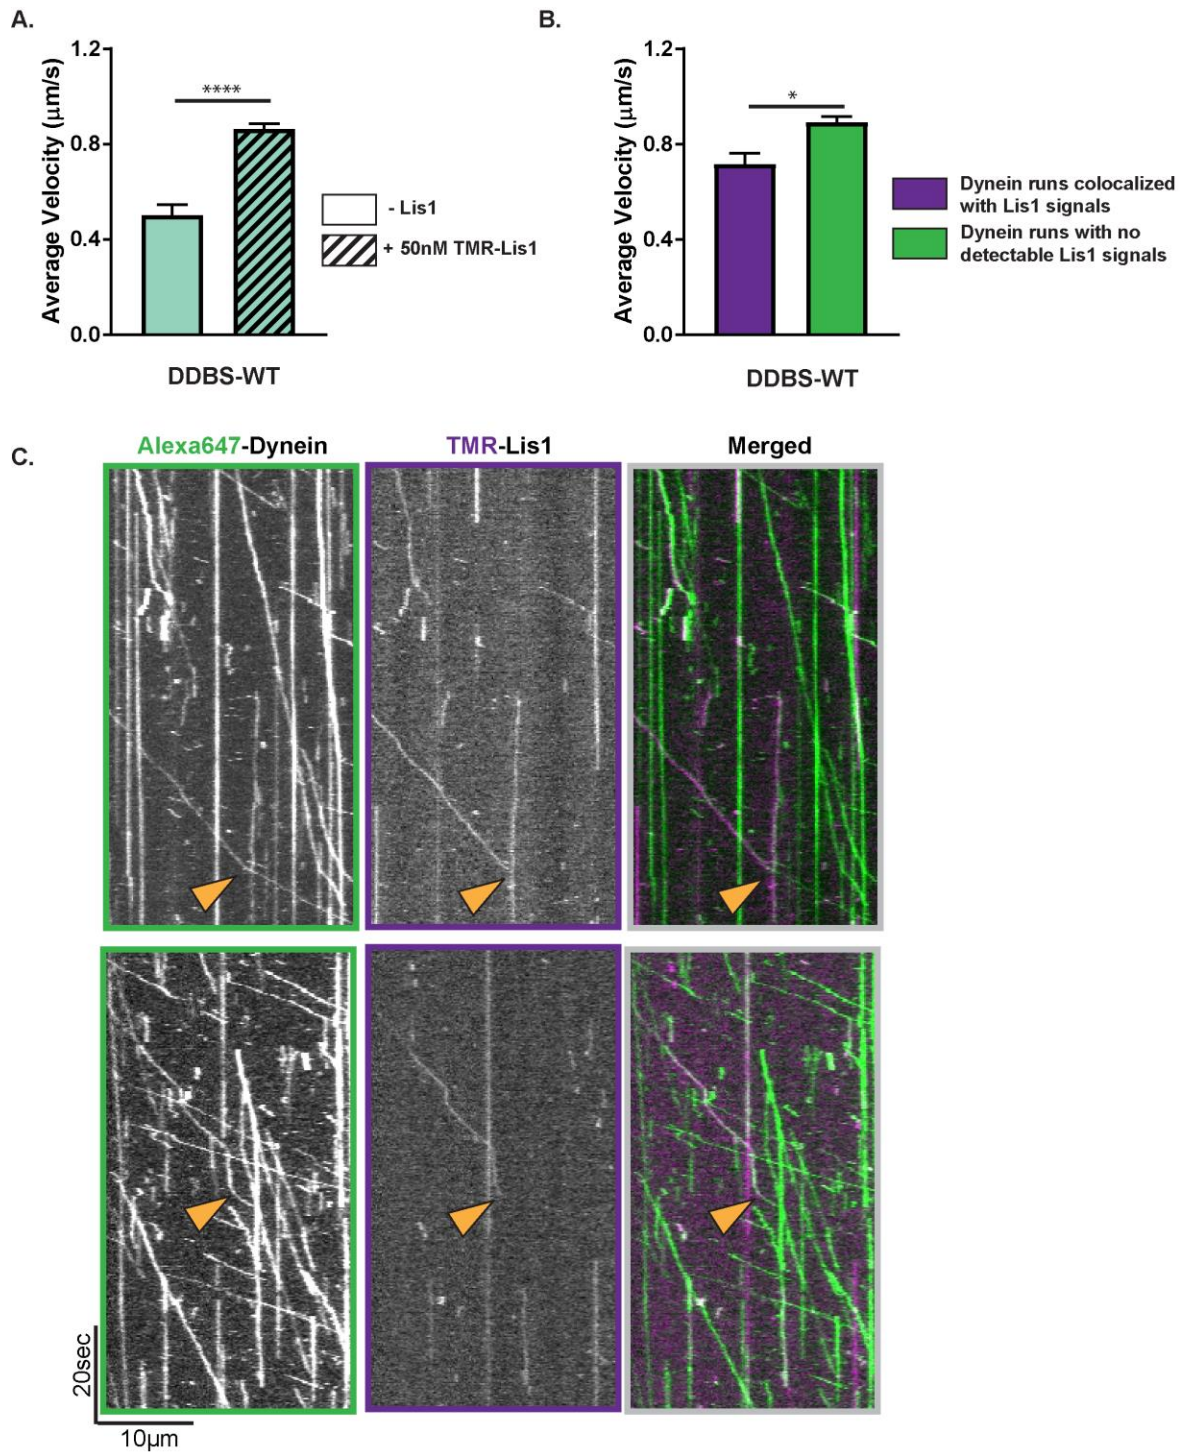 A.
Average Velocity (μm/s)
1.2
0.8
0.4
0.0
****
DDBS-WT
- Lis1
+ 50nM TMR-Lis1
B.
Average Velocity (μm/s)
1.2
0.8
0.4
0.0
*
DDBS-WT
Dynein runs colocalized
with Lis1 signals
Dynein runs with no
detectable Lis1 signals
C.
Alexa647-Dynein
TMR-Lis1
Merged
20sec
10μm